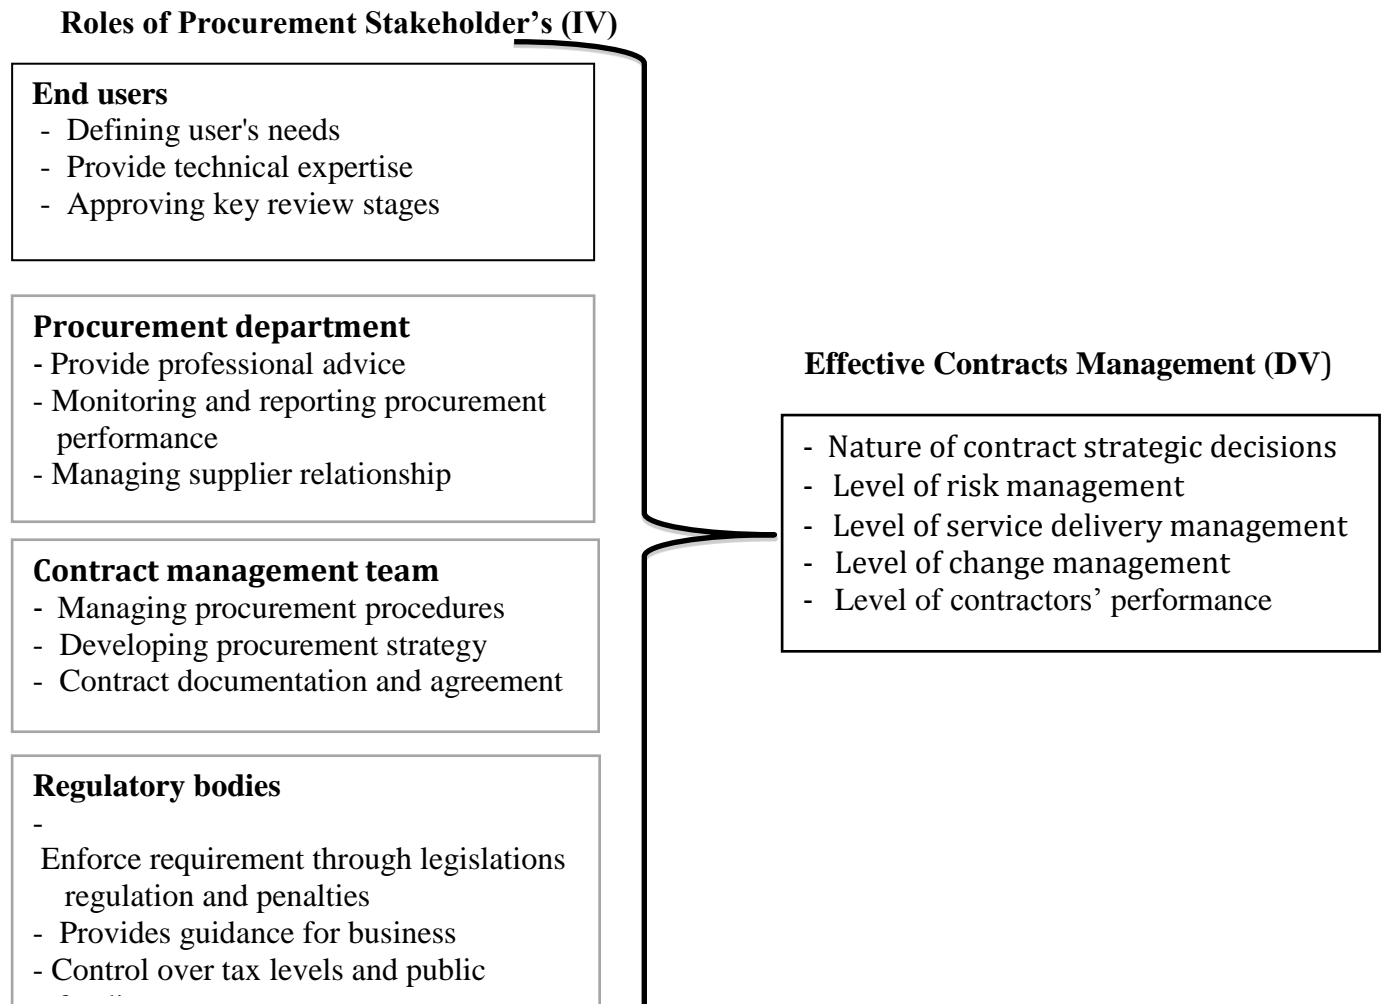 Roles of Procurement Stakeholder’s (IV)
End users
- Defining user's needs
- Provide technical expertise
- Approving key review stages
Procurement department
- Provide professional advice
- Monitoring and reporting procurement
performance
- Managing supplier relationship
Contract management team
- Managing procurement procedures
- Developing procurement strategy
- Contract documentation and agreement
Regulatory bodies
-
Enforce requirement through legislations
regulation and penalties
- Provides guidance for business
- Control over tax levels and public
Effective Contracts Management (DV)
- Nature of contract strategic decisions
- Level of risk management
- Level of service delivery management
- Level of change management
- Level of contractors’ performance